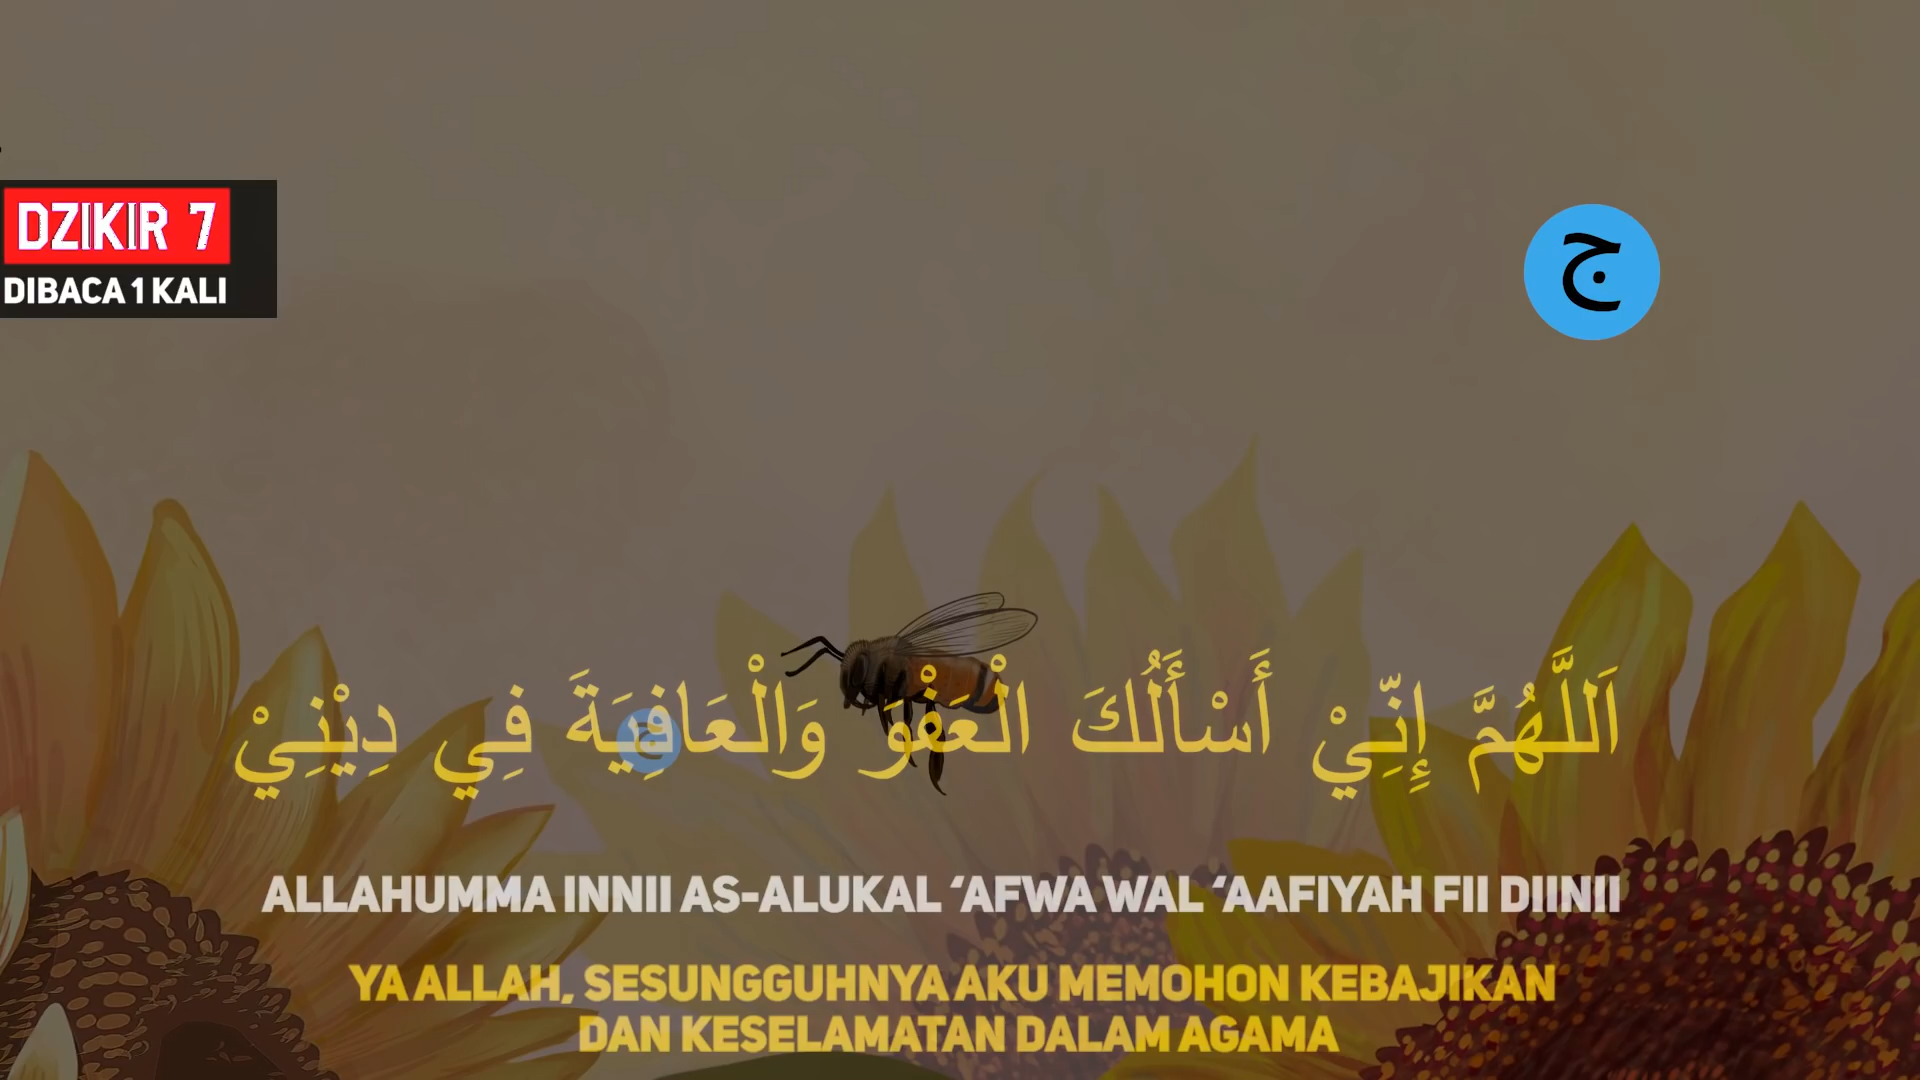 DZIKIR 7
DIBACA 1 KALI
ج
اَللَّهُمَّ إِنِّيْ أَسْأَلُكَ الْعَفْوَ وَالْعَافِيَةَ فِي دِيْنِيْ
ج
ALLAHUMMA INNII AS-ALUKAL ‘AFWA WAL ‘AAFIYAH FII DIINII
YA ALLAH, SESUNGGUHNYA AKU MEMOHON KEBAJIKAN
DAN KESELAMATAN DALAM AGAMA